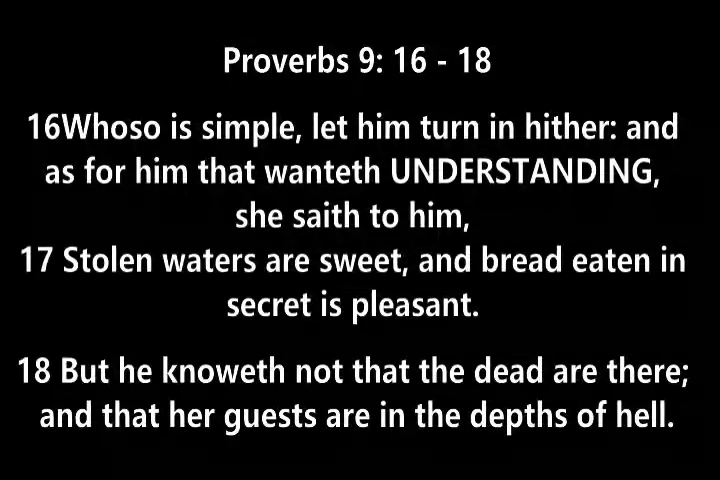 Proverbs 9: 16 - 18
16Whoso is simple, let him turn in hither: and
as for him that wanteth UNDERSTANDING,
she saith to him,
17 Stolen waters are sweet, and bread eaten in
secret is pleasant.
18 But he knoweth not that the dead are there;
and that her guests are in the depths of hell.